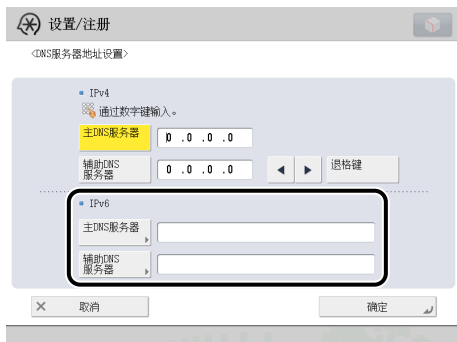 设置/注册
<DNS服务器地址设置>
IPv4
通过数字键输入。
主DNS服务器
0 .0 .0 .0
辅助DNS
服务器
0 .0 .0 .0
退格键
IPv6
主DNS服务器
辅助DNS
服务器
取消
确定